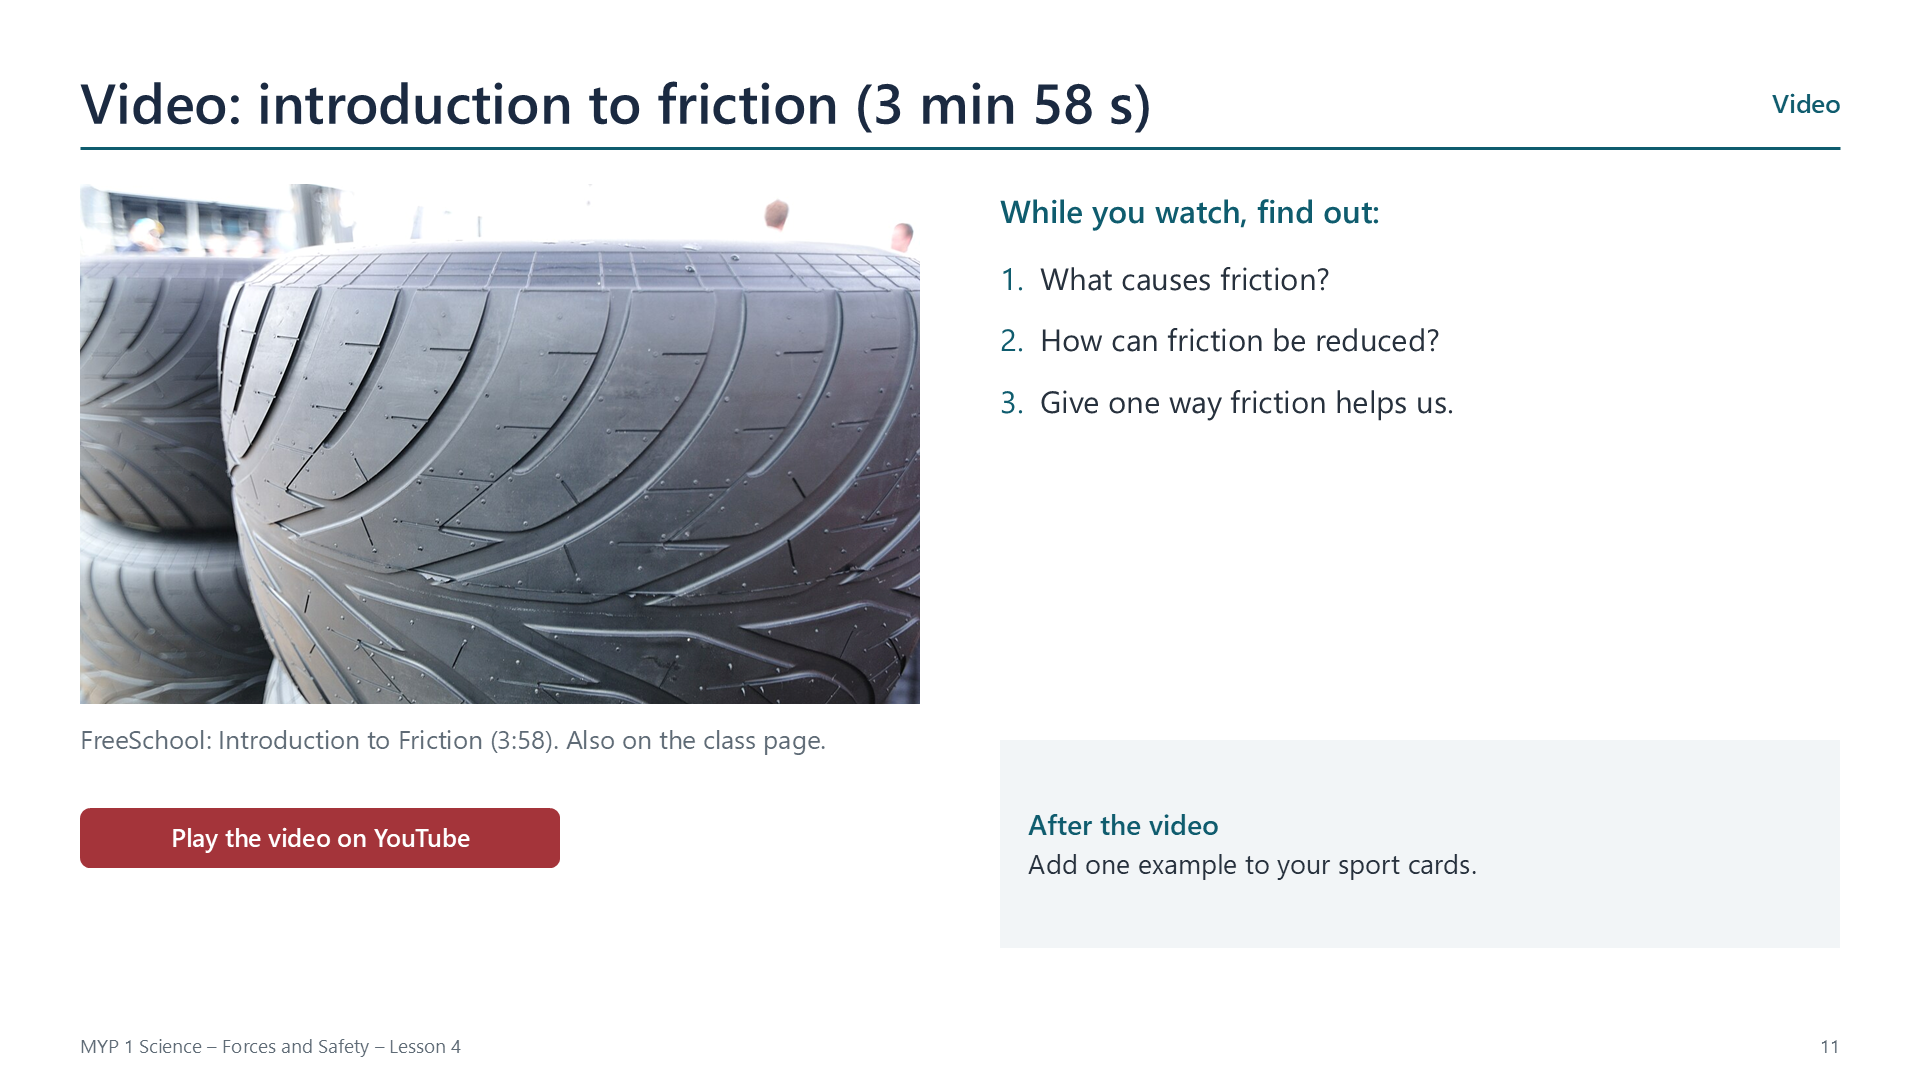 Video: introduction to friction (3 min 58 s)
Video
FreeSchool: Introduction to Friction (3:58). Also on the class page.
Play the video on YouTube
While you watch, find out:
1. What causes friction?
2. How can friction be reduced?
3. Give one way friction helps us.
After the video
Add one example to your sport cards.
MYP 1 Science – Forces and Safety – Lesson 4
11